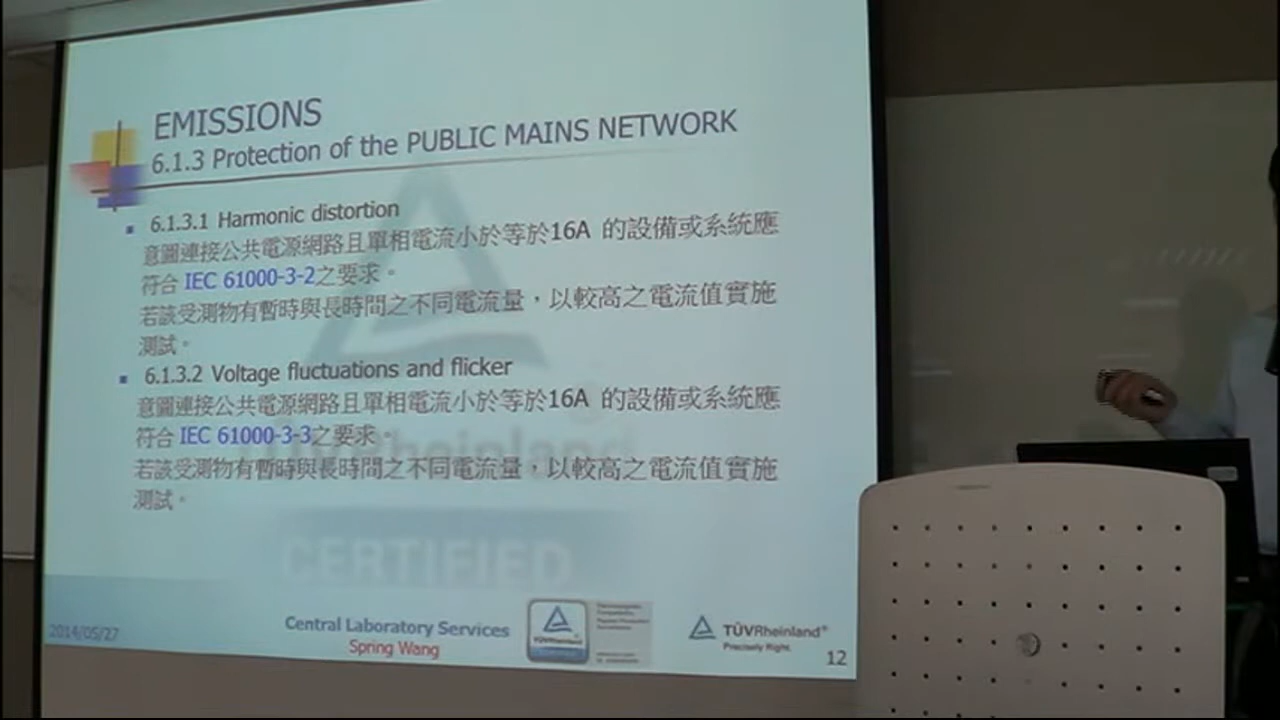 EMISSIONS
6.1.3 Protection of the PUBLIC MAINS NETWORK
6.1.3.1 Harmonic distortion
意圖連接公共電源網路且單相電流小於等於16A 的設備或系統應
符合 IEC 61000-3-2之要求。
若該受測物有暫時與長時間之不同電流量，以較高之電流值實施
測試。
6.1.3.2 Voltage fluctuations and flicker
意圖連接公共電源網路且單相電流小於等於16A 的設備或系統應
符合 IEC 61000-3-3之要求。
若該受測物有暫時與長時間之不同電流量，以較高之電流值實施
測試。
TÜVRheinland
CERTIFIED
2014/05/27
Central Laboratory Services
Spring Wang
TÜVRheinland
TÜVRheinland®
Precisely Right.
12